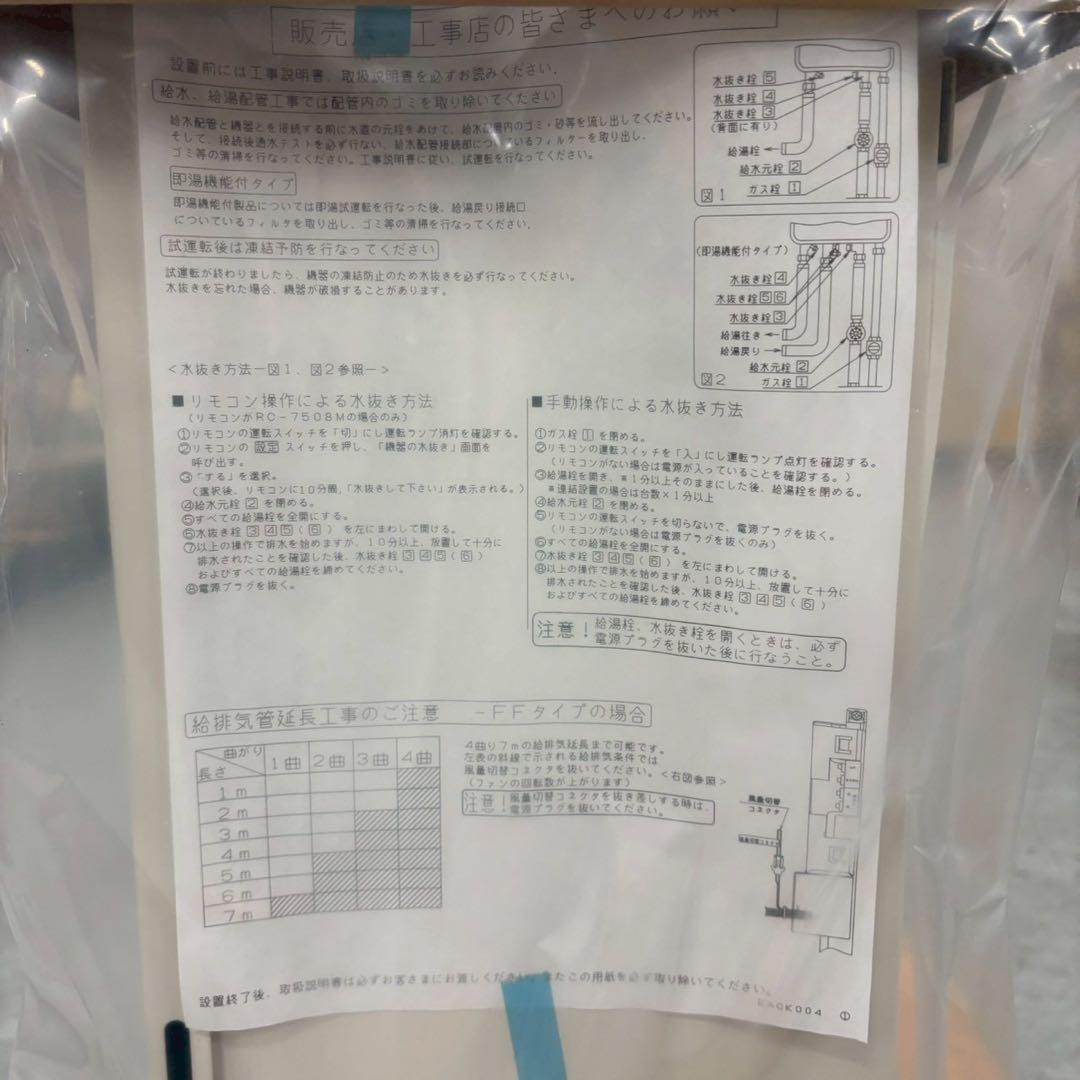 販売 工事店の皆さまへのお願い
設置前には工事説明書、取扱説明書を必ずお読みください.
給水、給湯配管工事では配管内のゴミを取り除いてください
給水配管と機器とを接続する前に水道の元栓をあけて、給水配管内のゴミ・砂等を流し出してください。
そして、接続後通水テストを必ず行ない、給水配管接続部についているフィルターを取り出し、
ゴミ等の清掃を行なってください。工事説明書に従い、試運転を行なってください。
即湯機能付タイプ
即湯機能付製品については即湯試運転を行なった後、給湯戻り接続口
についているフィルタを取り出し、ゴミ等の清掃を行なってください.
試運転後は凍結予防を行なってください
試運転が終わりましたら、機器の凍結防止のため水抜きを必ず行なってください。
水抜きを忘れた場合、機器が破損することがあります.
水抜き栓 5
水抜き栓 4
水抜き栓 3
(背面に有り)
給湯栓
給水元栓 2
ガス栓 1
図1
(即湯機能付タイプ)
水抜き栓 4
水抜き栓 5 6
水抜き栓 3
給湯往き
給湯戻り
給水元栓 2
ガス栓 1
図2
<水抜き方法-図1、図2参照->
■ リモコン操作による水抜き方法
(リモコンがRC-7508Mの場合のみ)
①リモコンの運転スイッチを「切」にし運転ランプ消灯を確認する。
②リモコンの 設定 スイッチを押し、「機器の水抜き」画面を
呼び出す。
③「する」を選択。
(選択後、リモコンに10分間,「水抜きして下さい」が表示される。)
④給水元栓 2 を閉める。
⑤すべての給湯栓を全開にする。
⑥水抜き栓 3 4 5 ( 6 ) を左にまわして開ける。
⑦以上の操作で排水を始めますが、10分以上、放置して十分に
排水されたことを確認した後、水抜き栓 3 4 5 ( 6 )
およびすべての給湯栓を締めてください。
⑧電源プラグを抜く。
■手動操作による水抜き方法
①ガス栓 1 を閉める。
②リモコンの運転スイッチを「入」にし運転ランプ点灯を確認する。
(リモコンがない場合は電源が入っていることを確認する。)
③給湯栓を開き、＊1分以上そのままにした後、給湯栓を閉める。
＊連結設置の場合は台数×1分以上
④給水元栓 2 を閉める。
⑤リモコンの運転スイッチを切らないで、電源プラグを抜く。
(リモコンがない場合は電源プラグを抜くのみ)
⑥すべての給湯栓を全開にする。
⑦水抜き栓 3 4 5 ( 6 ) を左にまわして開ける。
⑧以上の操作で排水を始めますが、10分以上、放置して十分に
排水されたことを確認した後、水抜き栓 3 4 5 ( 6 )
およびすべての給湯栓を締めてください。
注意！給湯栓、水抜き栓を開くときは、必ず
電源プラグを抜いた後に行なうこと。
給排気管延長工事のご注意 -FFタイプの場合
曲がり 1曲 2曲 3曲 4曲
長さ
1m
2m
3m
4m
5m
6m
7m
4曲り7mの給排気延長まで可能です。
左表の斜線で示される給排気条件では
風量切替コネクタを抜いてください。<右図参照>
(ファンの回転数が上がります)
注意！風量切替コネクタを抜き差しする時は、
電源プラグを抜いてください。
風量切替
コネクタ
設置終了後、取扱説明書は必ずお客さまにお渡しください。またこの用紙を必ず取り除いてください。
①